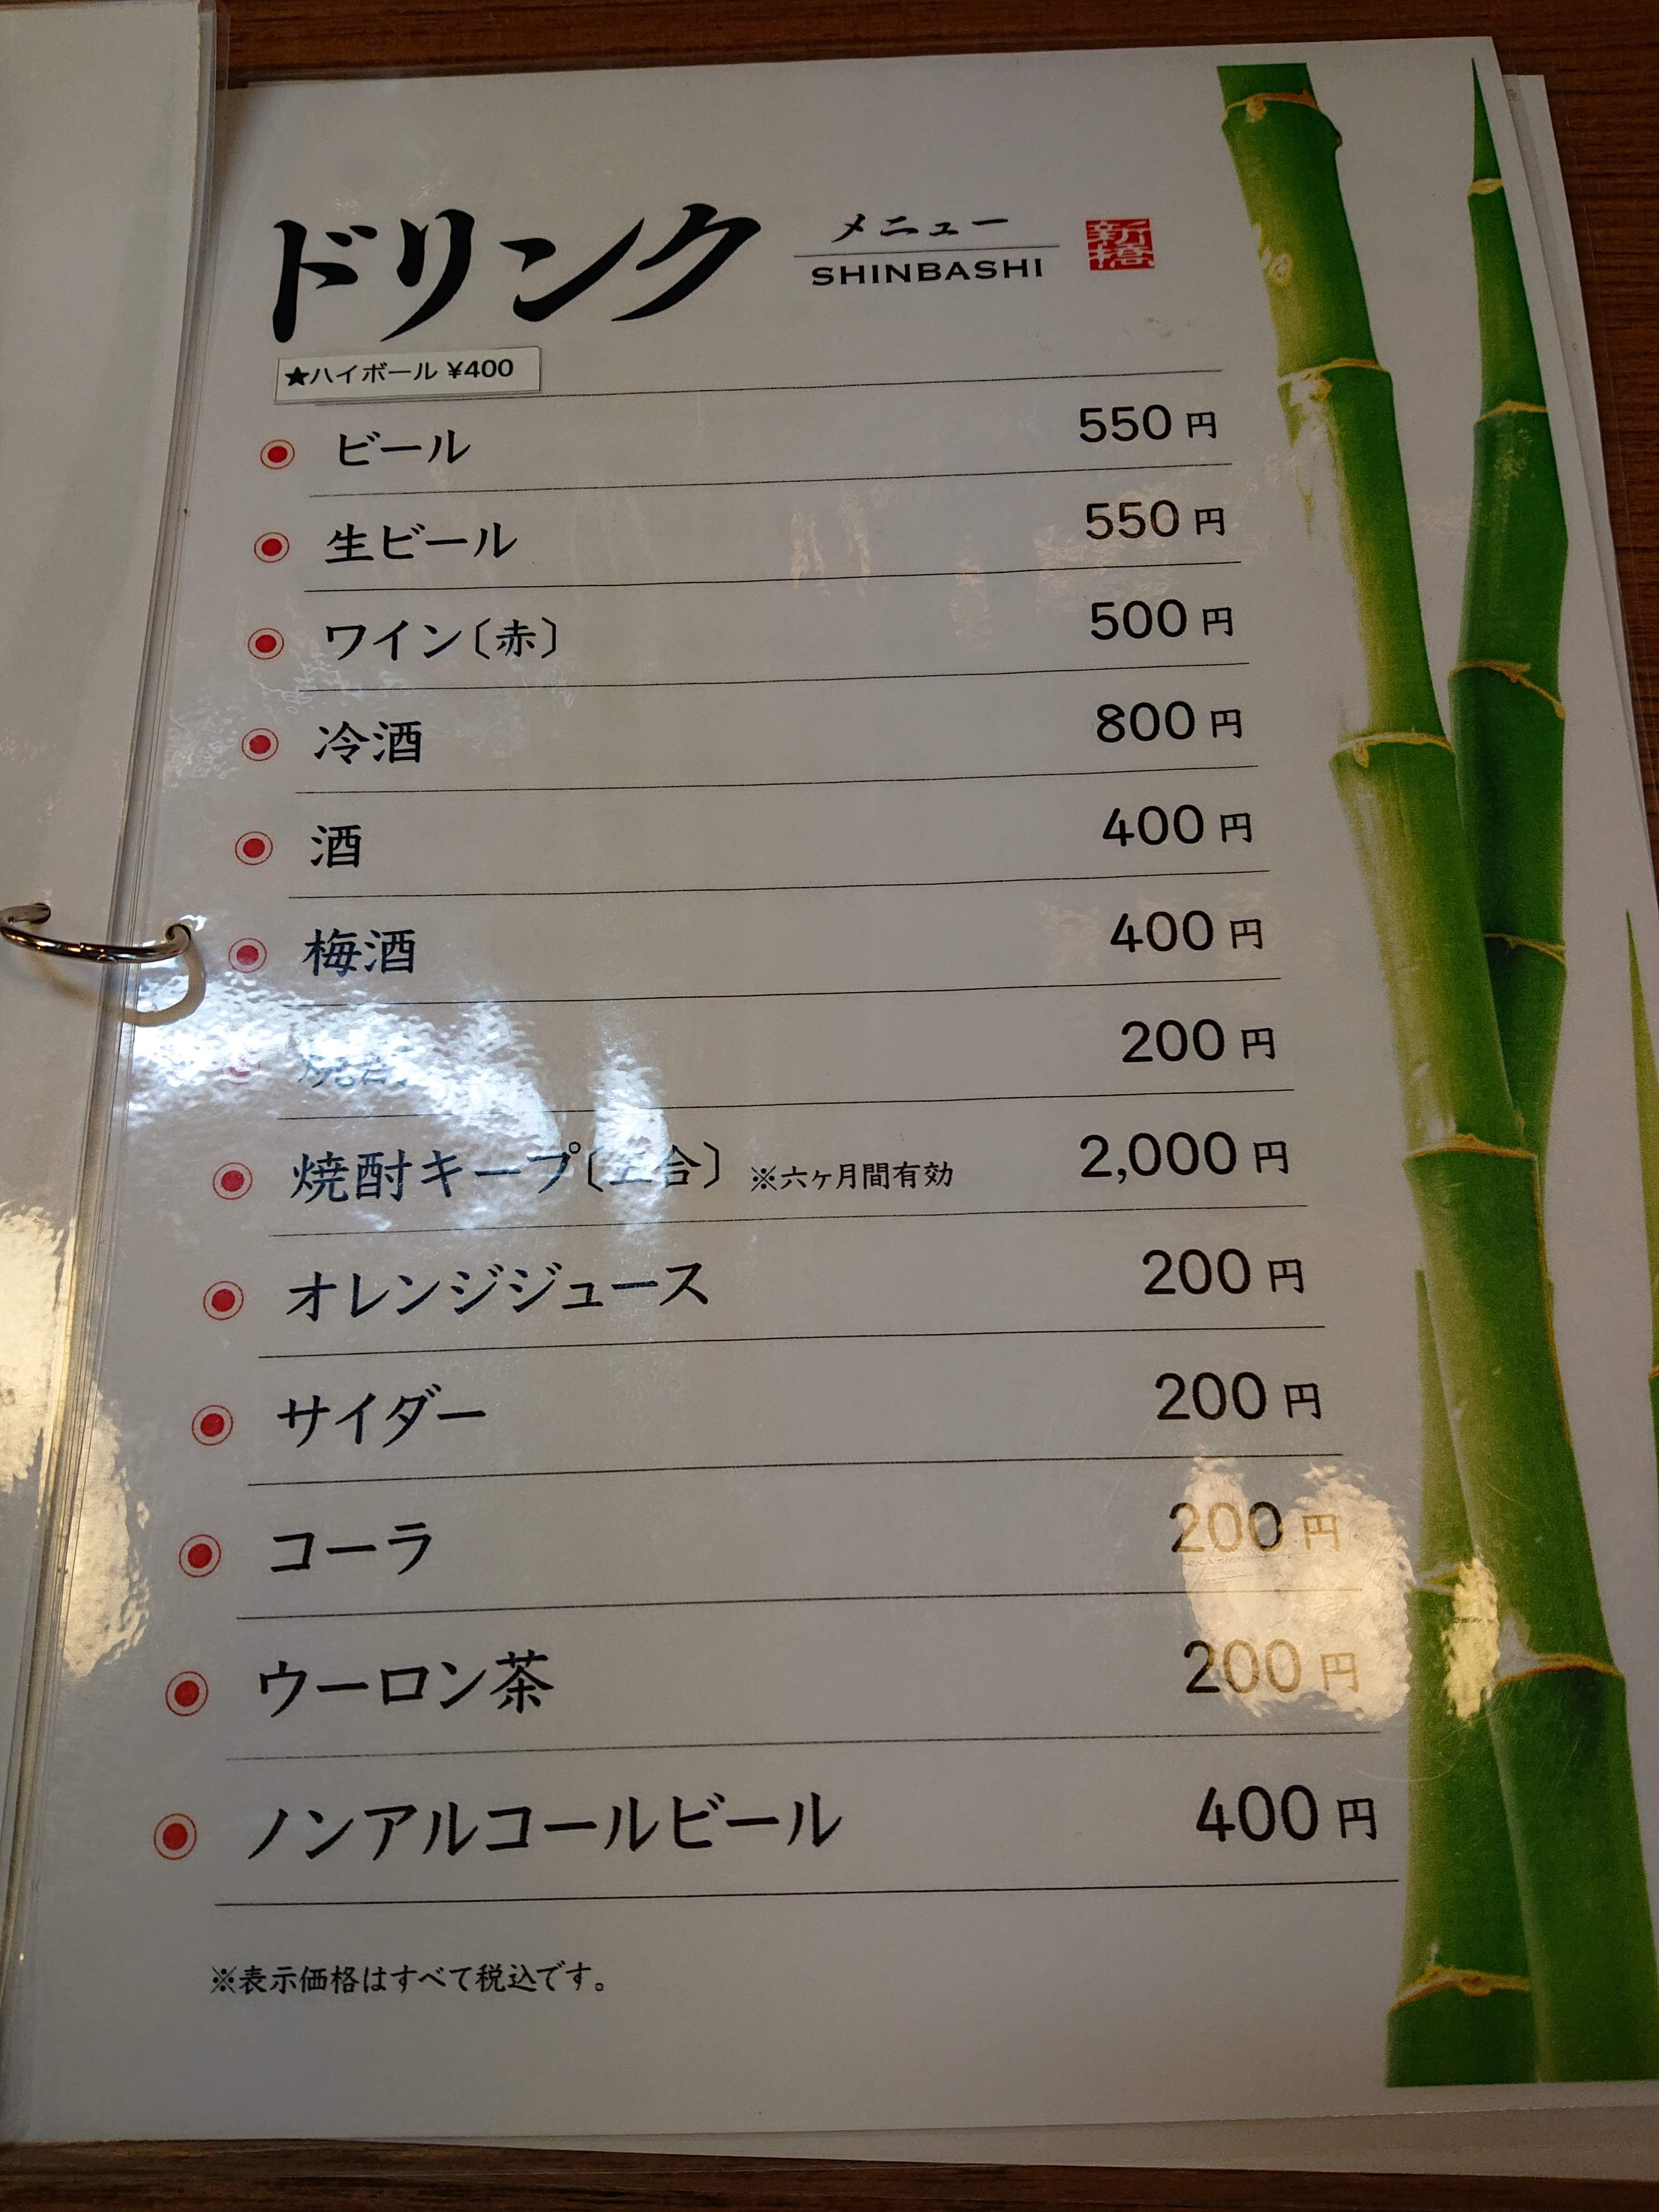 ドリンク メニュー
SHINBASHI
新橋
★ハイボール ¥400
ビール 550円
生ビール 550円
ワイン〔赤〕 500円
冷酒 800円
酒 400円
梅酒 400円
200円
焼酎キープ〔五合〕 ※六ヶ月間有効 2,000円
オレンジジュース 200円
サイダー 200円
コーラ 200円
ウーロン茶 200円
ノンアルコールビール 400円
※表示価格はすべて税込です。